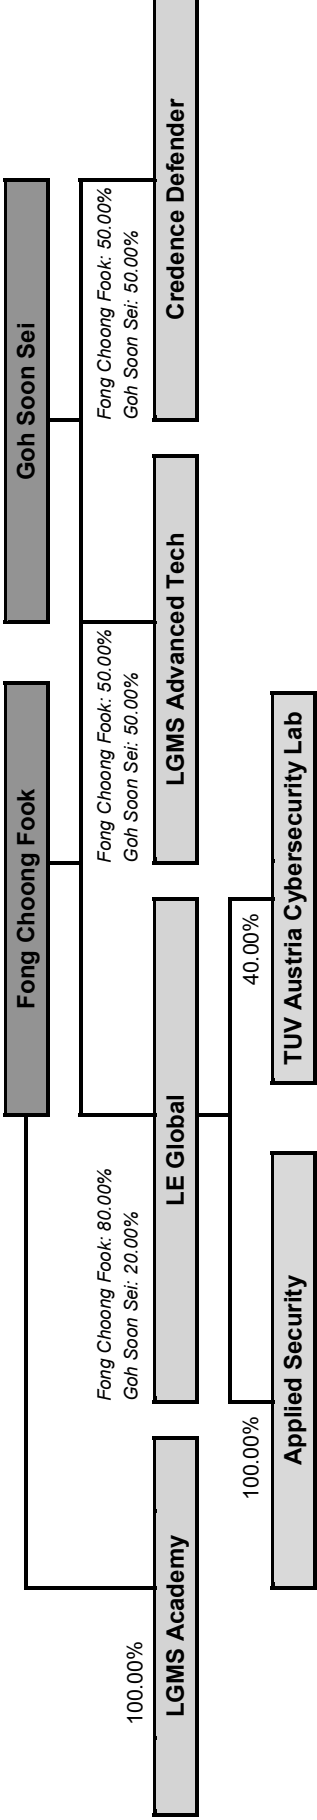 Fong Choong Fook
Goh Soon Sei
100.00%
Fong Choong Fook: 80.00%
Goh Soon Sei: 20.00%
Fong Choong Fook: 50.00%
Goh Soon Sei: 50.00%
Fong Choong Fook: 50.00%
Goh Soon Sei: 50.00%
LGMS Academy
LE Global
LGMS Advanced Tech
Credence Defender
100.00%
40.00%
Applied Security
TUV Austria Cybersecurity Lab